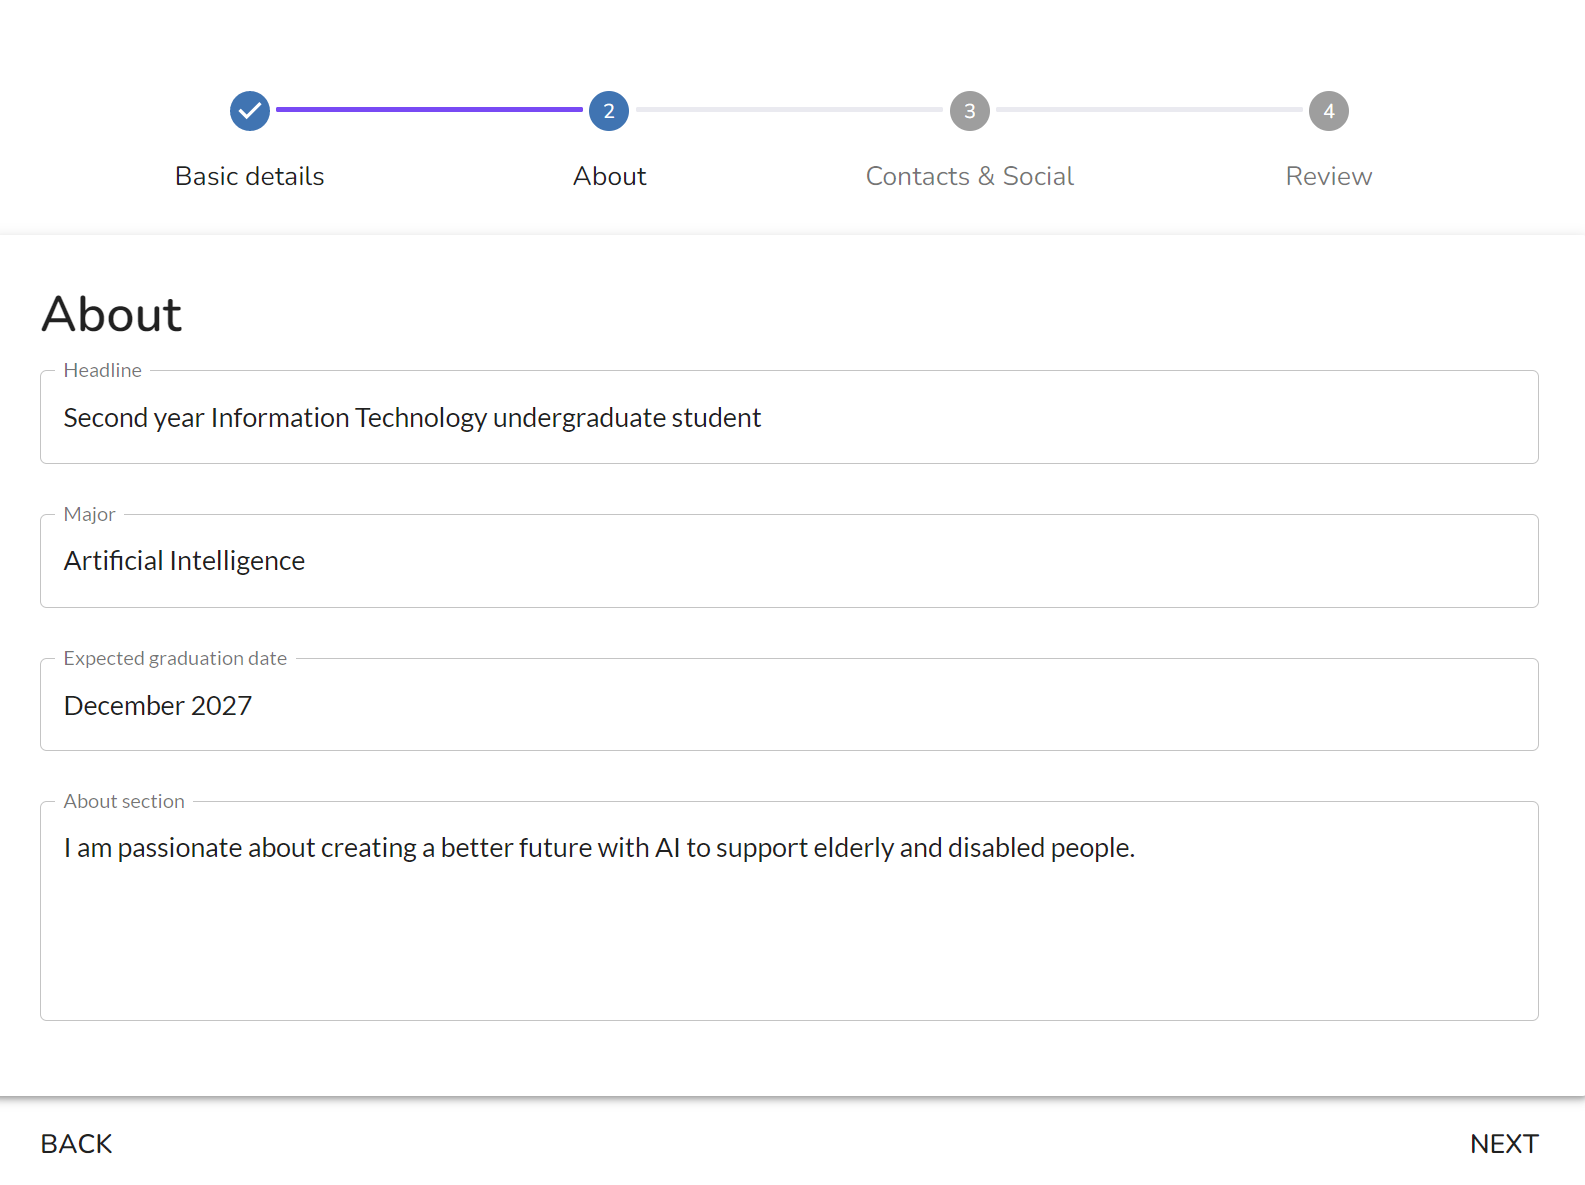 2
3
4
Basic details
About
Contacts & Social
Review
About
Headline
Second year Information Technology undergraduate student
Major
Artificial Intelligence
Expected graduation date
December 2027
About section
I am passionate about creating a better future with AI to support elderly and disabled people.
BACK
NEXT